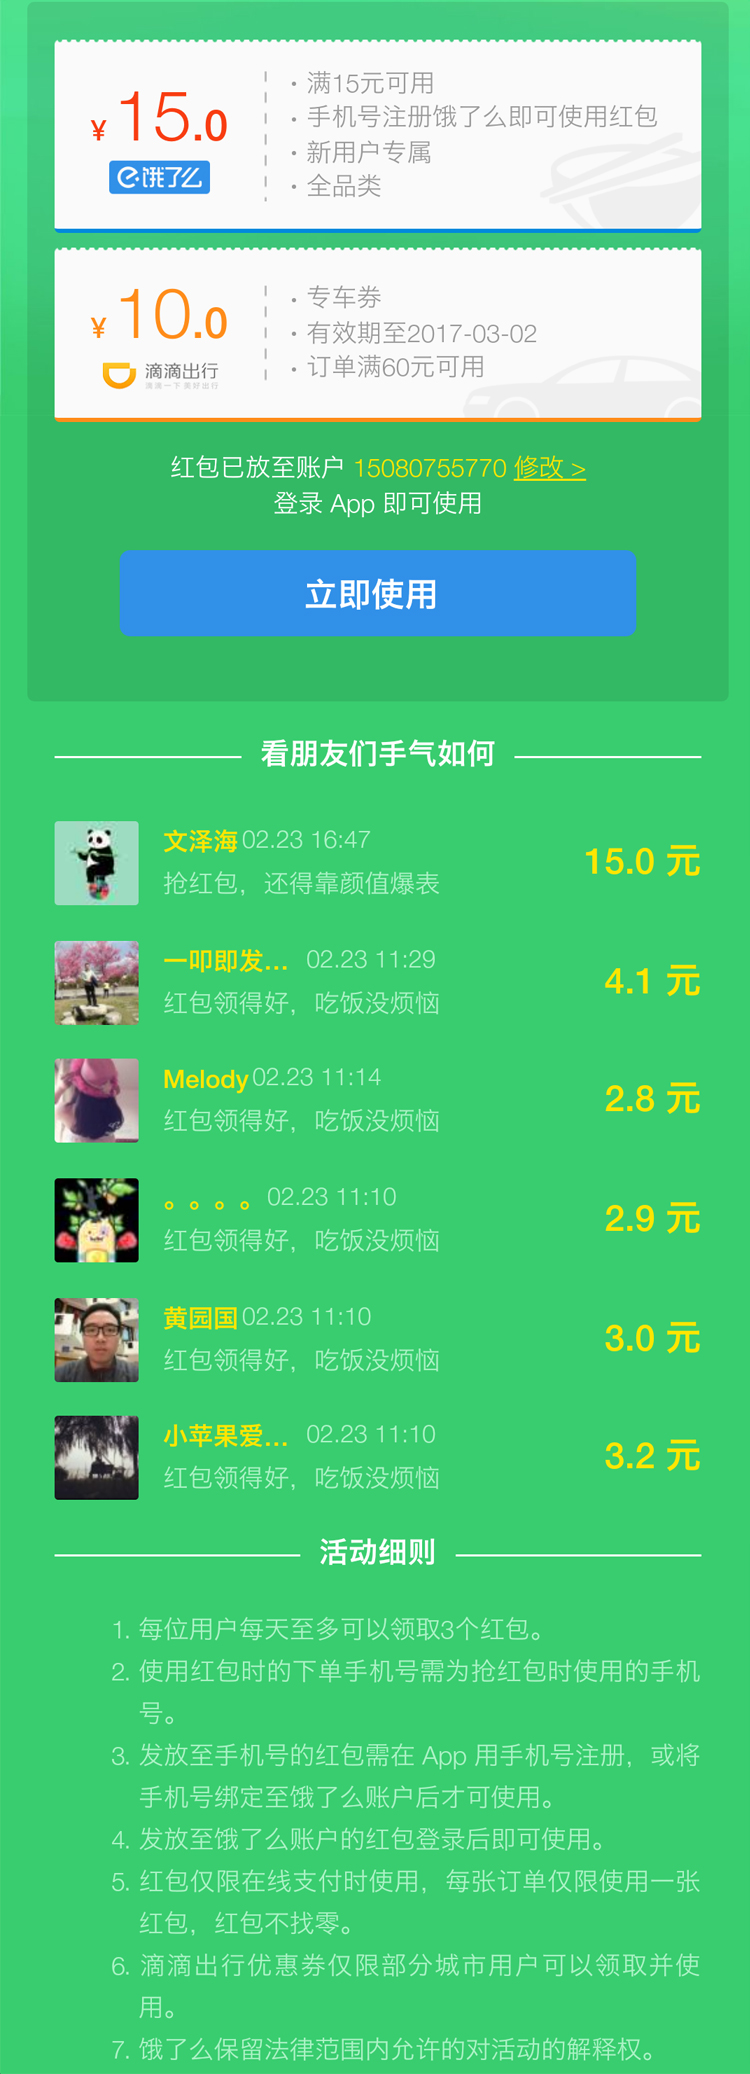 ¥ 15.0
饿了么
· 满15元可用
· 手机号注册饿了么即可使用红包
· 新用户专属
· 全品类
¥ 10.0
滴滴出行
滴滴一下 美好出行
· 专车券
· 有效期至2017-03-02
· 订单满60元可用
红包已放至账户 15080755770 修改 >
登录 App 即可使用
立即使用
看朋友们手气如何
文泽海 02.23 16:47
抢红包，还得靠颜值爆表
15.0 元
一叩即发... 02.23 11:29
红包领得好，吃饭没烦恼
4.1 元
Melody 02.23 11:14
红包领得好，吃饭没烦恼
2.8 元
。。。。 02.23 11:10
红包领得好，吃饭没烦恼
2.9 元
黄园国 02.23 11:10
红包领得好，吃饭没烦恼
3.0 元
小苹果爱... 02.23 11:10
红包领得好，吃饭没烦恼
3.2 元
活动细则
1. 每位用户每天至多可以领取3个红包。
2. 使用红包时的下单手机号需为抢红包时使用的手机
号。
3. 发放至手机号的红包需在 App 用手机号注册，或将
手机号绑定至饿了么账户后才可使用。
4. 发放至饿了么账户的红包登录后即可使用。
5. 红包仅限在线支付时使用，每张订单仅限使用一张
红包，红包不找零。
6. 滴滴出行优惠券仅限部分城市用户可以领取并使
用。
7. 饿了么保留法律范围内允许的对活动的解释权。